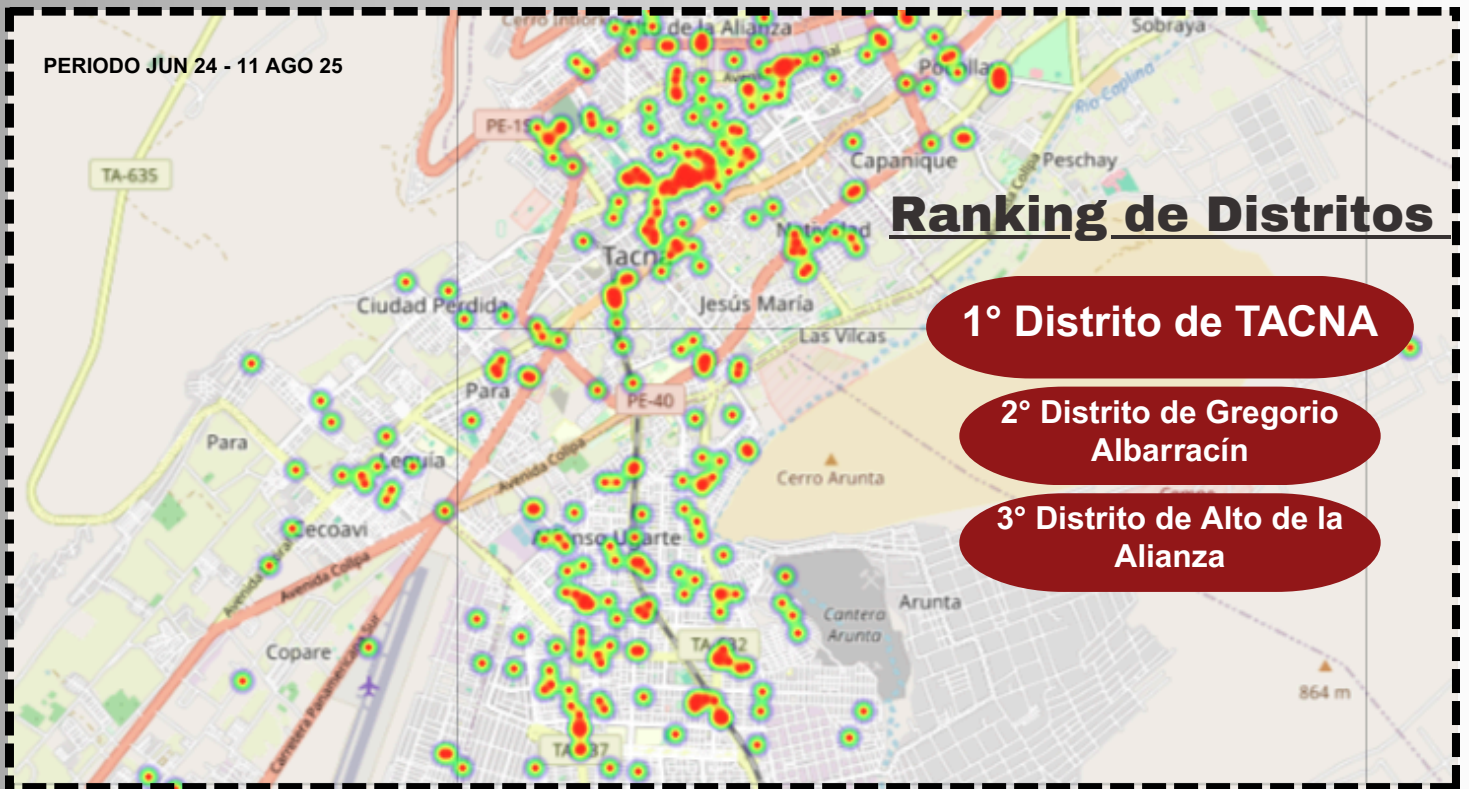 Cerro Intiorko
Alto de la Alianza
Sobraya
PERIODO JUN 24 - 11 AGO 25
Pocollay
Río Caplina
PE-1S
TA-635
Capanique
Peschay
Avenida Collpa
Ranking de Distritos
Natividad
Tacna
Ciudad Perdida
Jesús María
1° Distrito de TACNA
Las Vilcas
Para
PE-40
2° Distrito de Gregorio
Albarracín
Para
Leguía
Avenida Collpa
Cerro Arunta
3° Distrito de Alto de la
Alianza
Cecoavi
Alfonso Ugarte
Avenida Collpa
Avenida
Arunta
Cantera
Arunta
Copare
TA-632
864 m
Carretera Panamericana Sur
TA-637